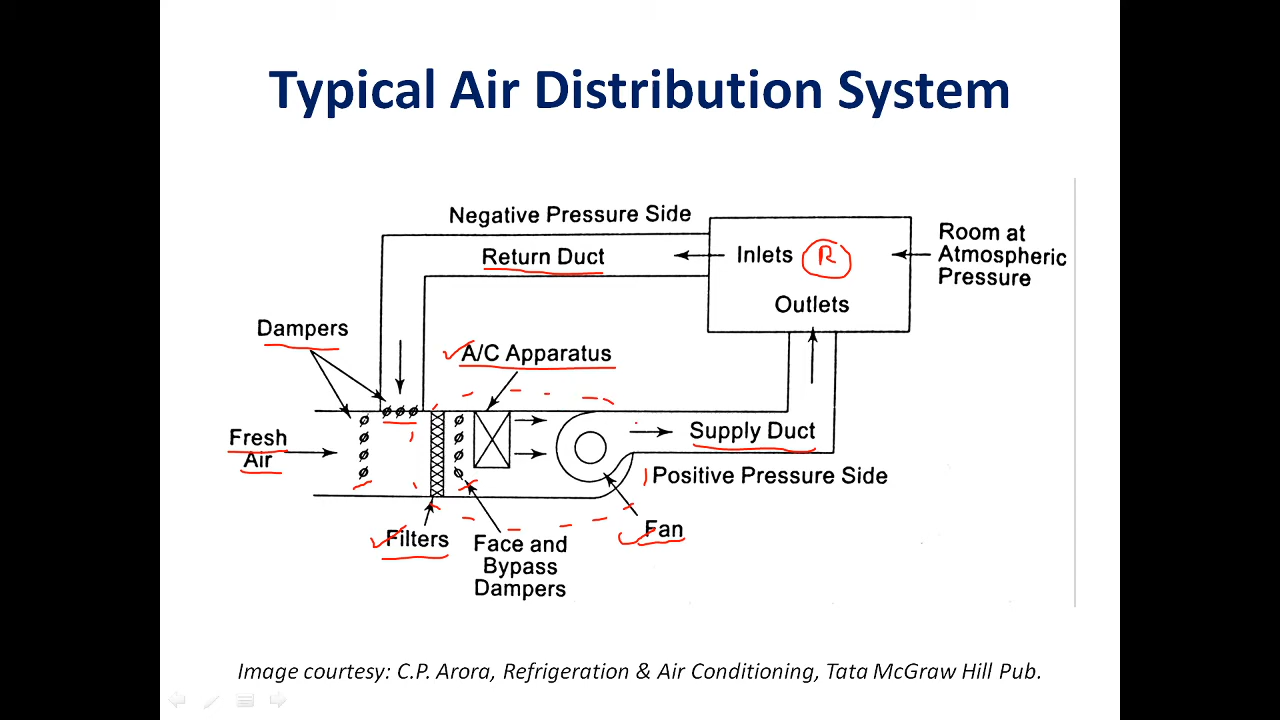 Typical Air Distribution System
Negative Pressure Side
Return Duct
Inlets R
Outlets
Room at
Atmospheric
Pressure
Dampers
A/C Apparatus
Fresh
Air
Supply Duct
Positive Pressure Side
Filters
Face and
Bypass
Dampers
Fan
Image courtesy: C.P. Arora, Refrigeration & Air Conditioning, Tata McGraw Hill Pub.